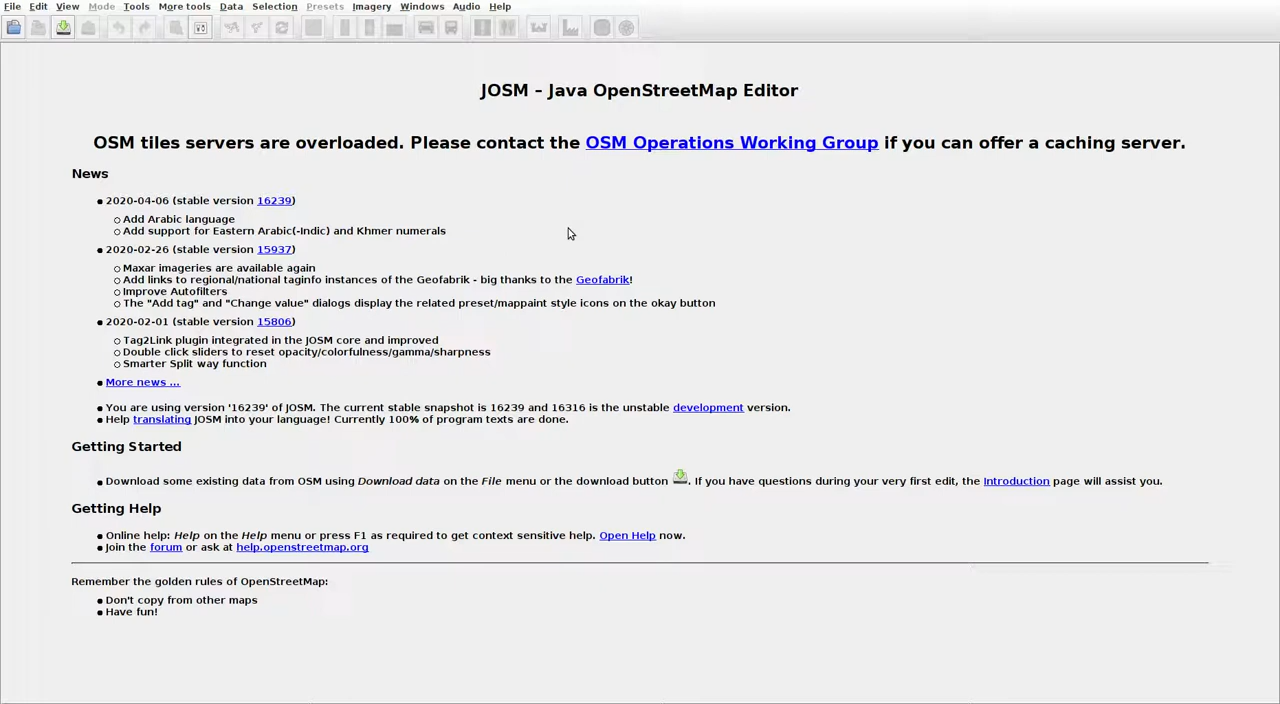 File Edit View Mode Tools More tools Data Selection Presets Imagery Windows Audio Help
JOSM – Java OpenStreetMap Editor
OSM tiles servers are overloaded. Please contact the OSM Operations Working Group if you can offer a caching server.
News
2020-04-06 (stable version 16239)
Add Arabic language
Add support for Eastern Arabic(-Indic) and Khmer numerals
2020-02-26 (stable version 15937)
Maxar imageries are available again
Add links to regional/national taginfo instances of the Geofabrik - big thanks to the Geofabrik!
Improve Autofilters
The "Add tag" and "Change value" dialogs display the related preset/mappaint style icons on the okay button
2020-02-01 (stable version 15806)
Tag2Link plugin integrated in the JOSM core and improved
Double click sliders to reset opacity/colorfulness/gamma/sharpness
Smarter Split way function
More news ...
You are using version '16239' of JOSM. The current stable snapshot is 16239 and 16316 is the unstable development version.
Help translating JOSM into your language! Currently 100% of program texts are done.
Getting Started
Download some existing data from OSM using Download data on the File menu or the download button . If you have questions during your very first edit, the Introduction page will assist you.
Getting Help
Online help: Help on the Help menu or press F1 as required to get context sensitive help. Open Help now.
Join the forum or ask at help.openstreetmap.org
Remember the golden rules of OpenStreetMap:
Don't copy from other maps
Have fun!